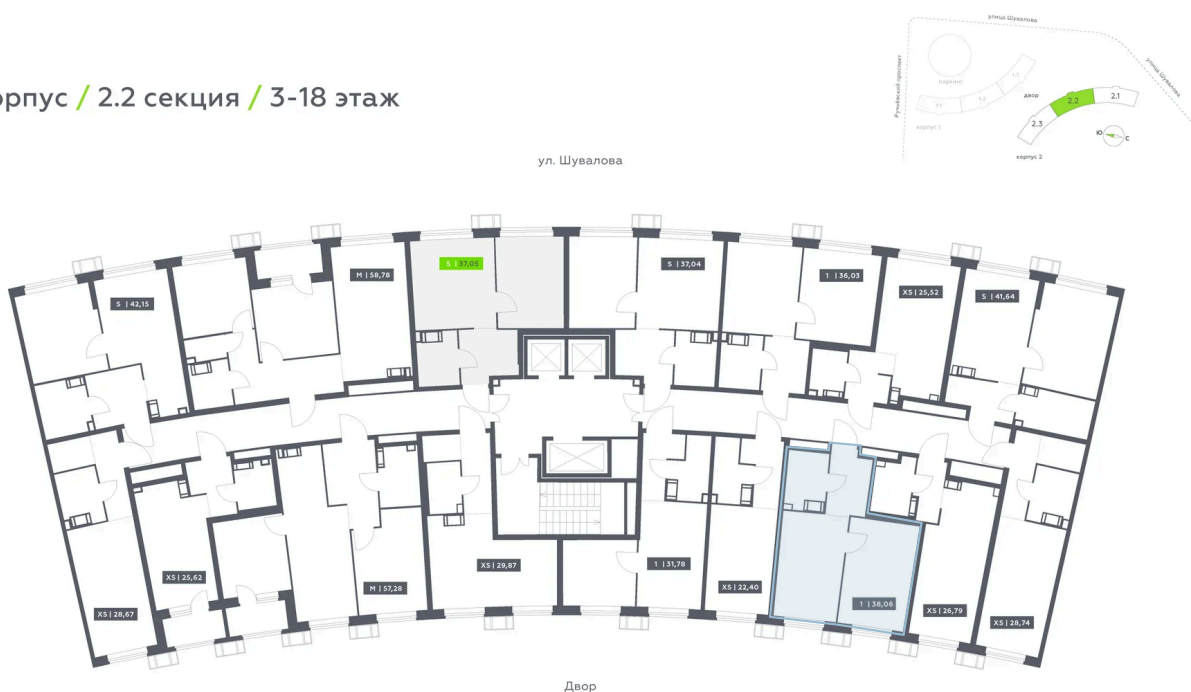 улица Шувалова
улица Шувалова
Ручьёвский проспект
паркинг
1.3
1.2
1.1
корпус 1
двор
2.2
2.1
2.3
Ю
С
корпус 2
орпус / 2.2 секция / 3-18 этаж
ул. Шувалова
S | 42,15
M | 58,78
S | 37,05
S | 37,04
1 | 36,03
XS | 25,52
S | 41,64
XS | 28,67
XS | 25,62
M | 57,28
XS | 29,87
1 | 31,78
XS | 22,40
1 | 38,06
XS | 26,79
XS | 28,74
Двор